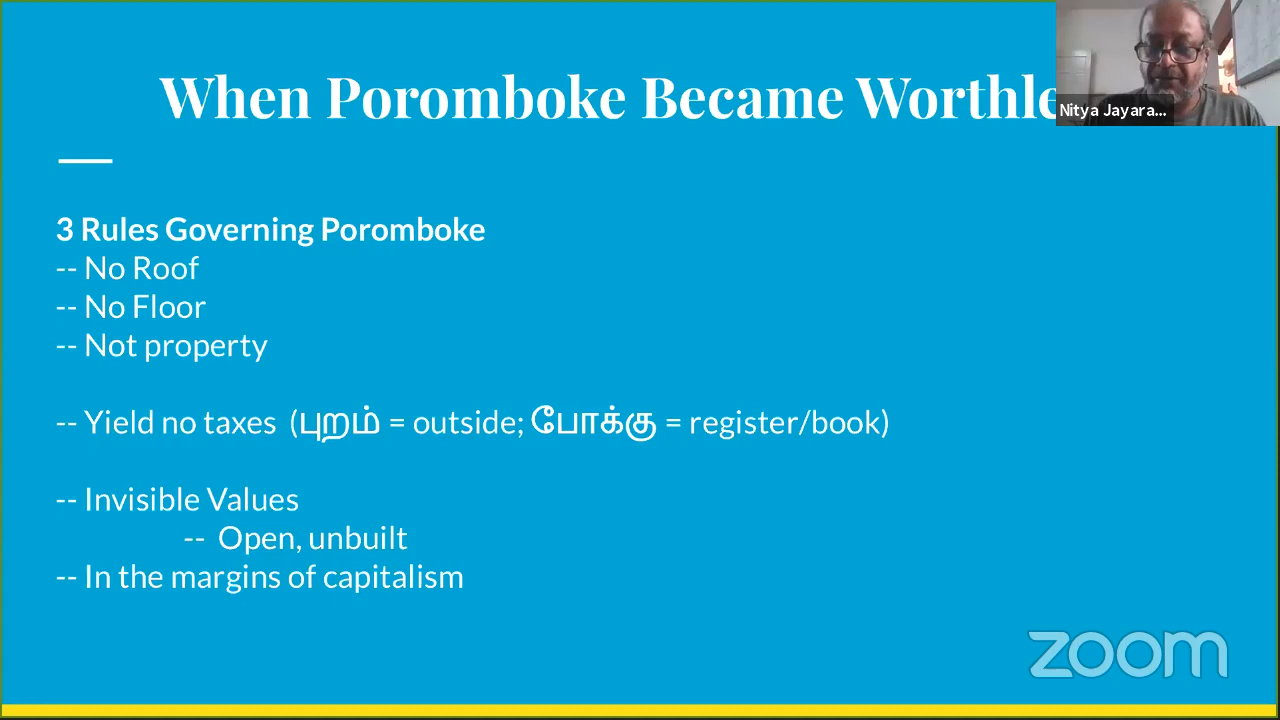 When Poromboke Became Worthle
Nitya Jayara...
3 Rules Governing Poromboke
-- No Roof
-- No Floor
-- Not property
-- Yield no taxes (புறம் = outside; போக்கு = register/book)
-- Invisible Values
-- Open, unbuilt
-- In the margins of capitalism
zoom